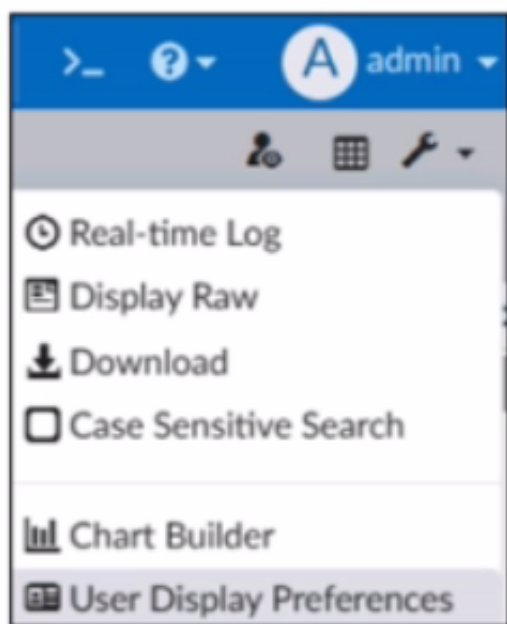 >_ ? A admin
Real-time Log
Display Raw
Download
Case Sensitive Search
Chart Builder
User Display Preferences